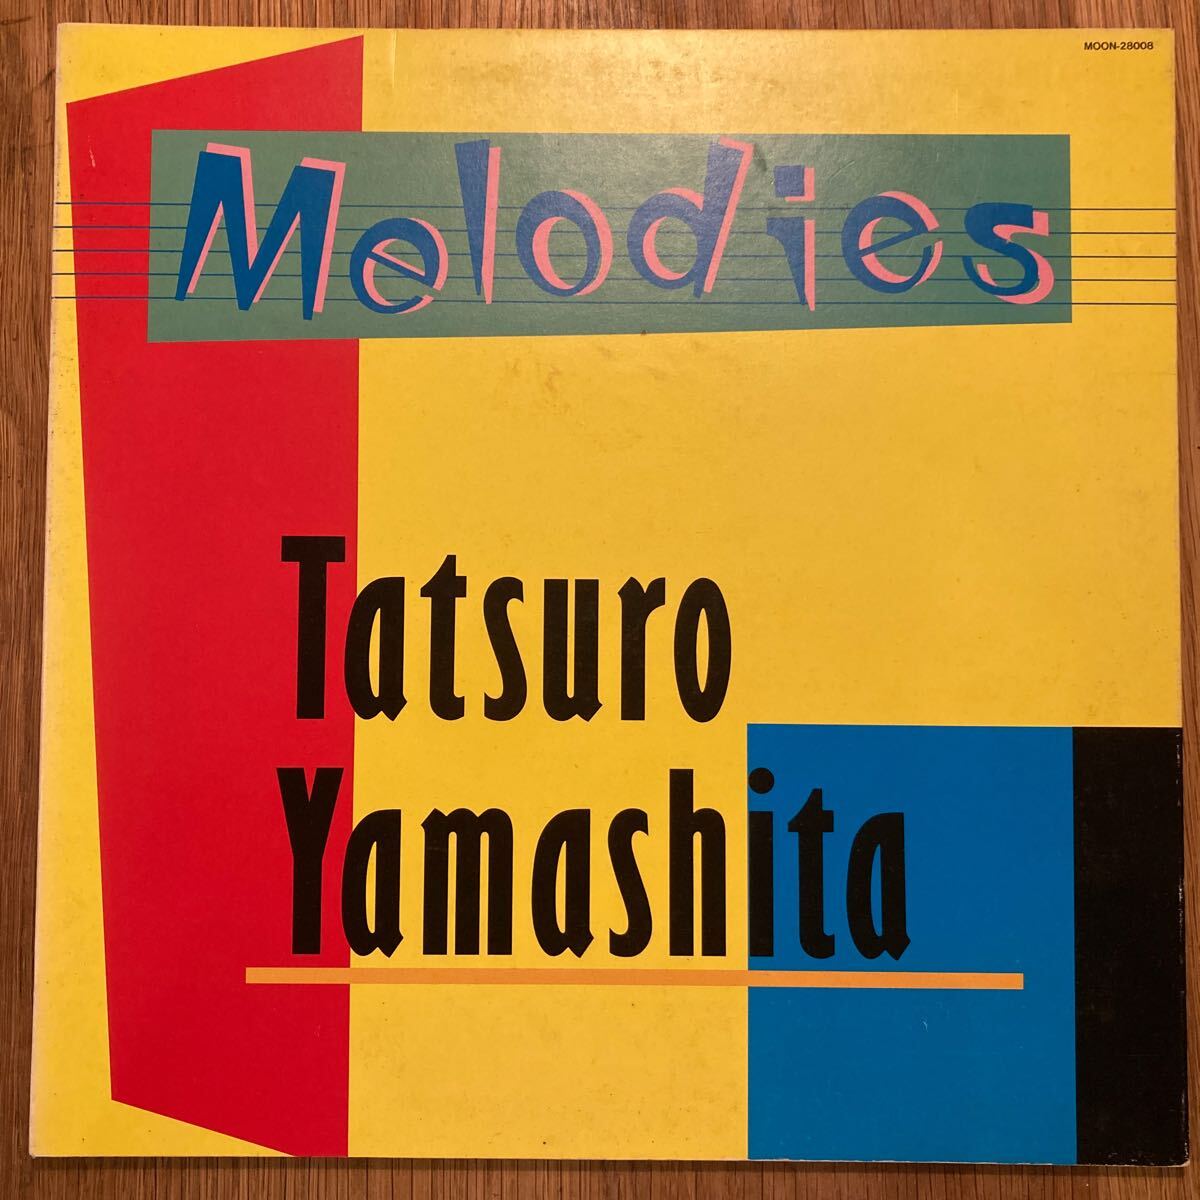 MOON-28008
Melodies
Tatsuro
Yamashita